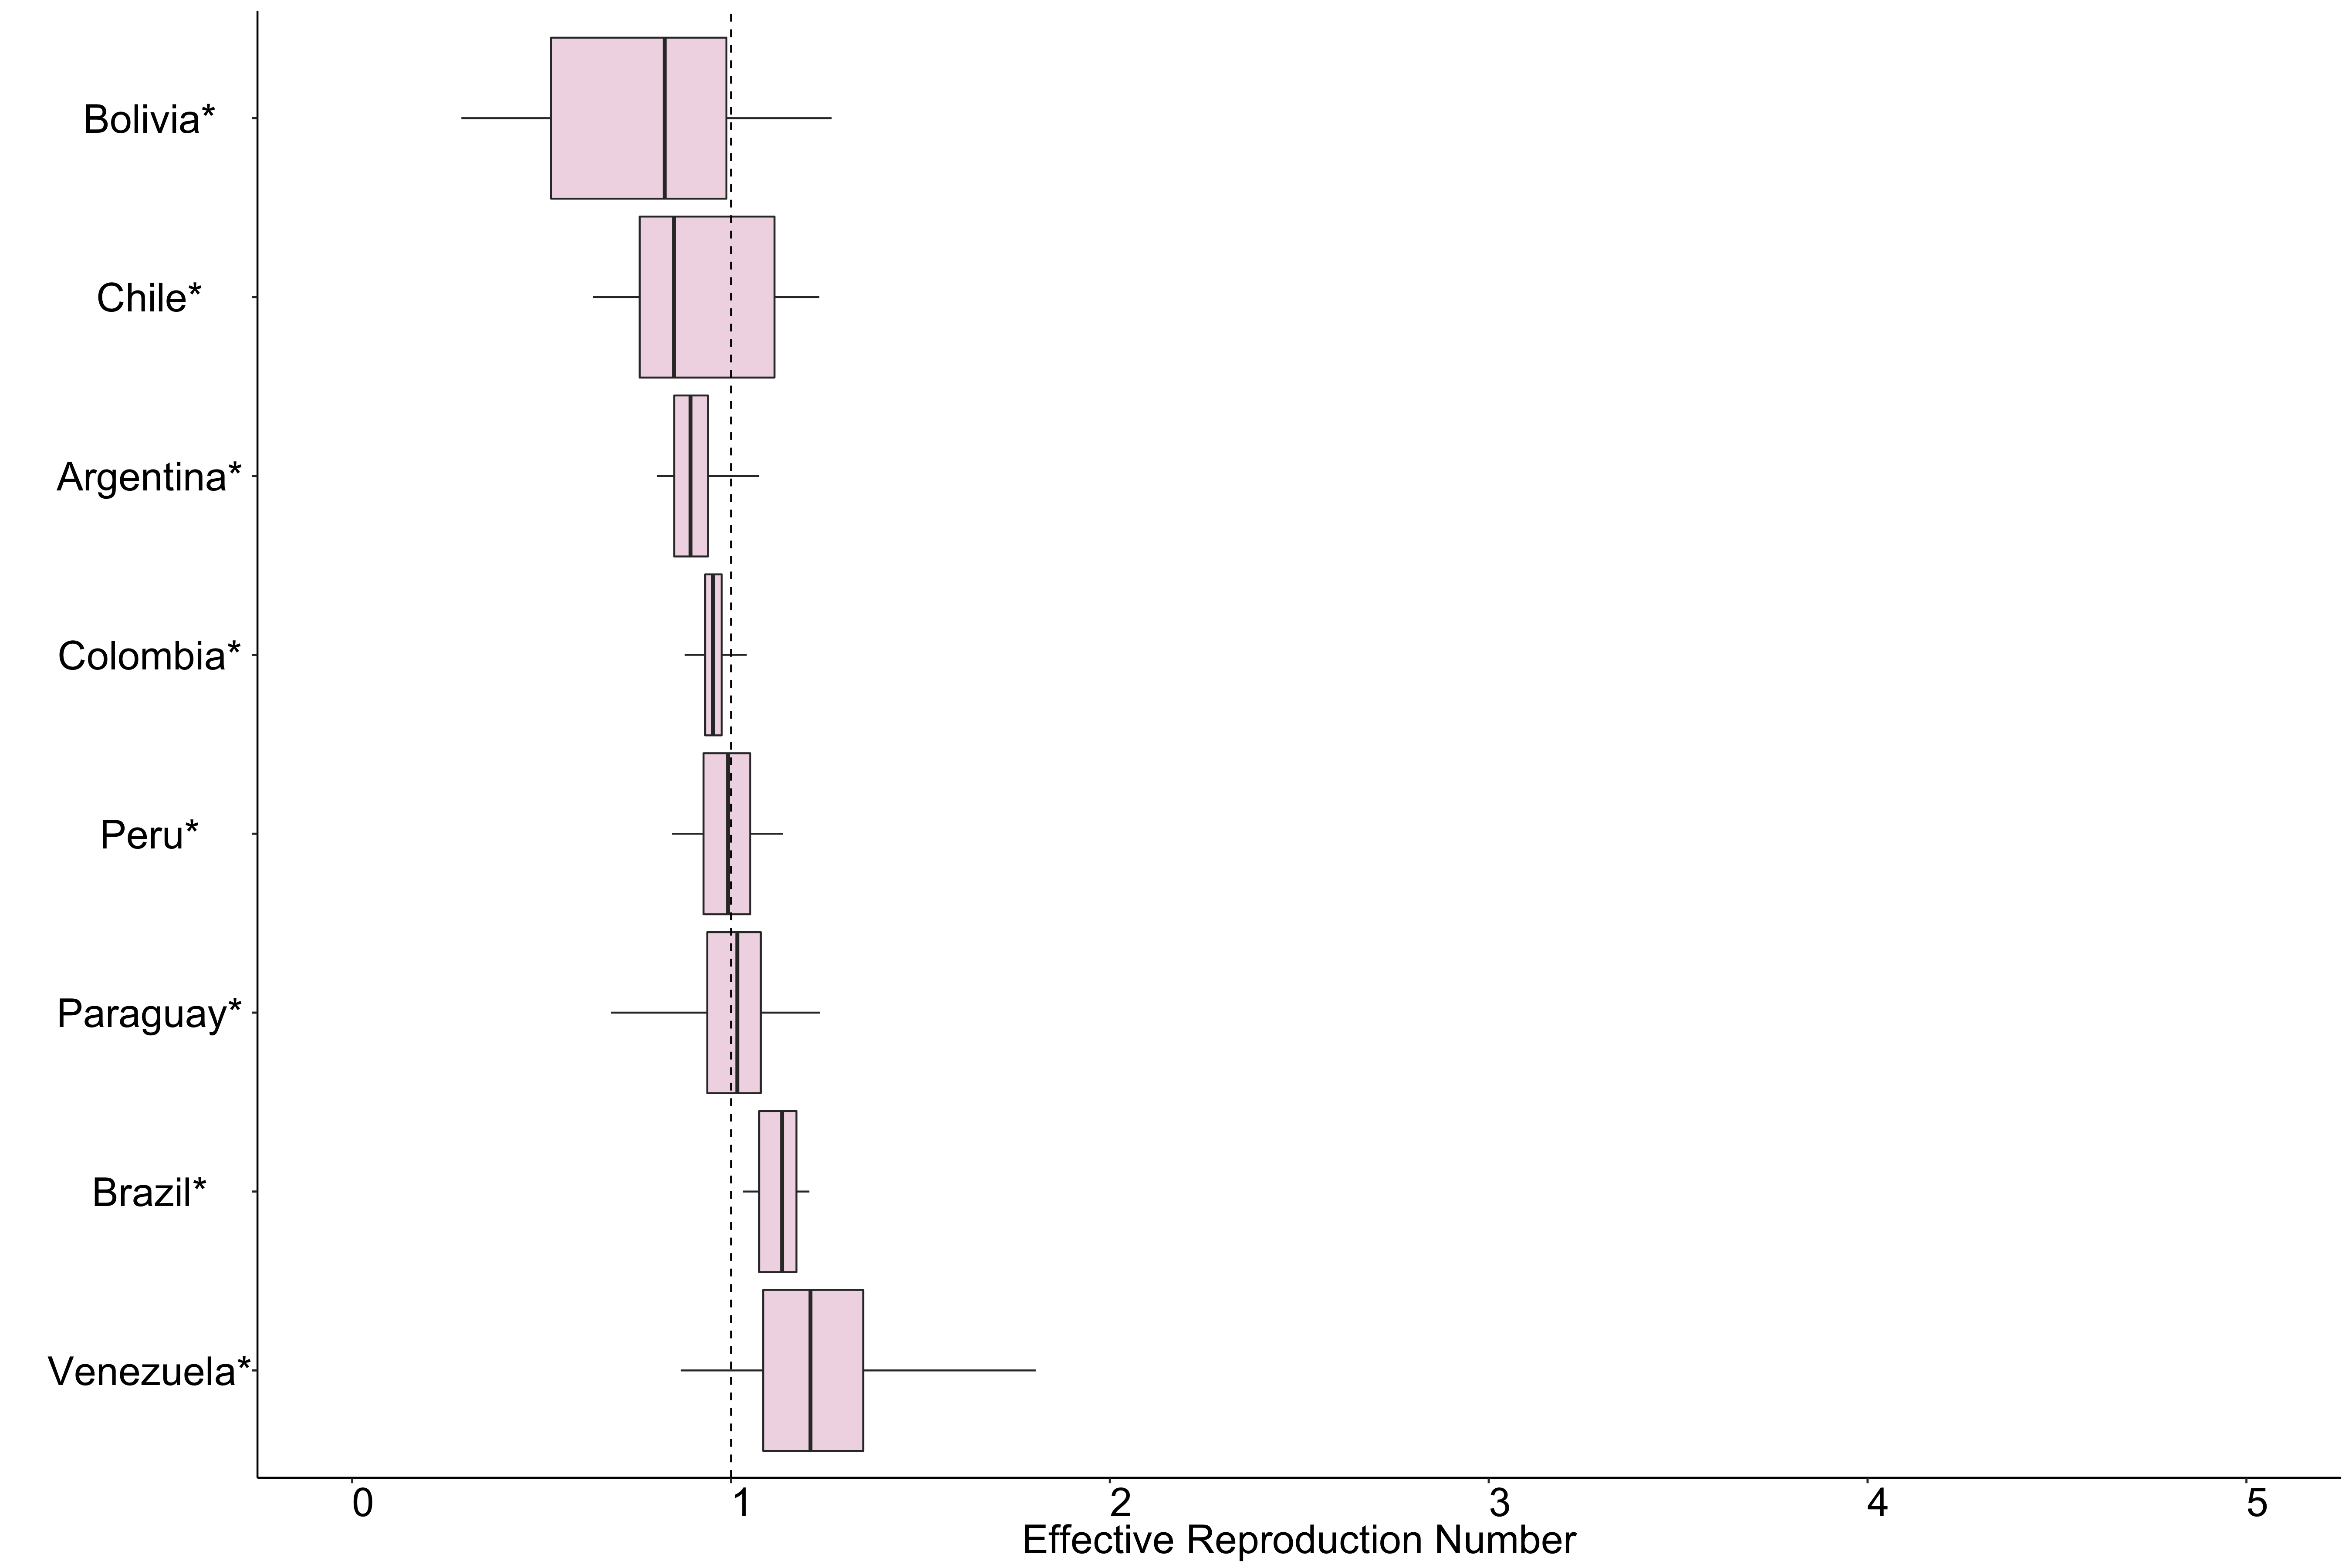 Bolivia*
Chile*
Argentina*
Colombia*
Peru*
Paraguay*
Brazil*
Venezuela*
0 1 2 3 4 5
Effective Reproduction Number